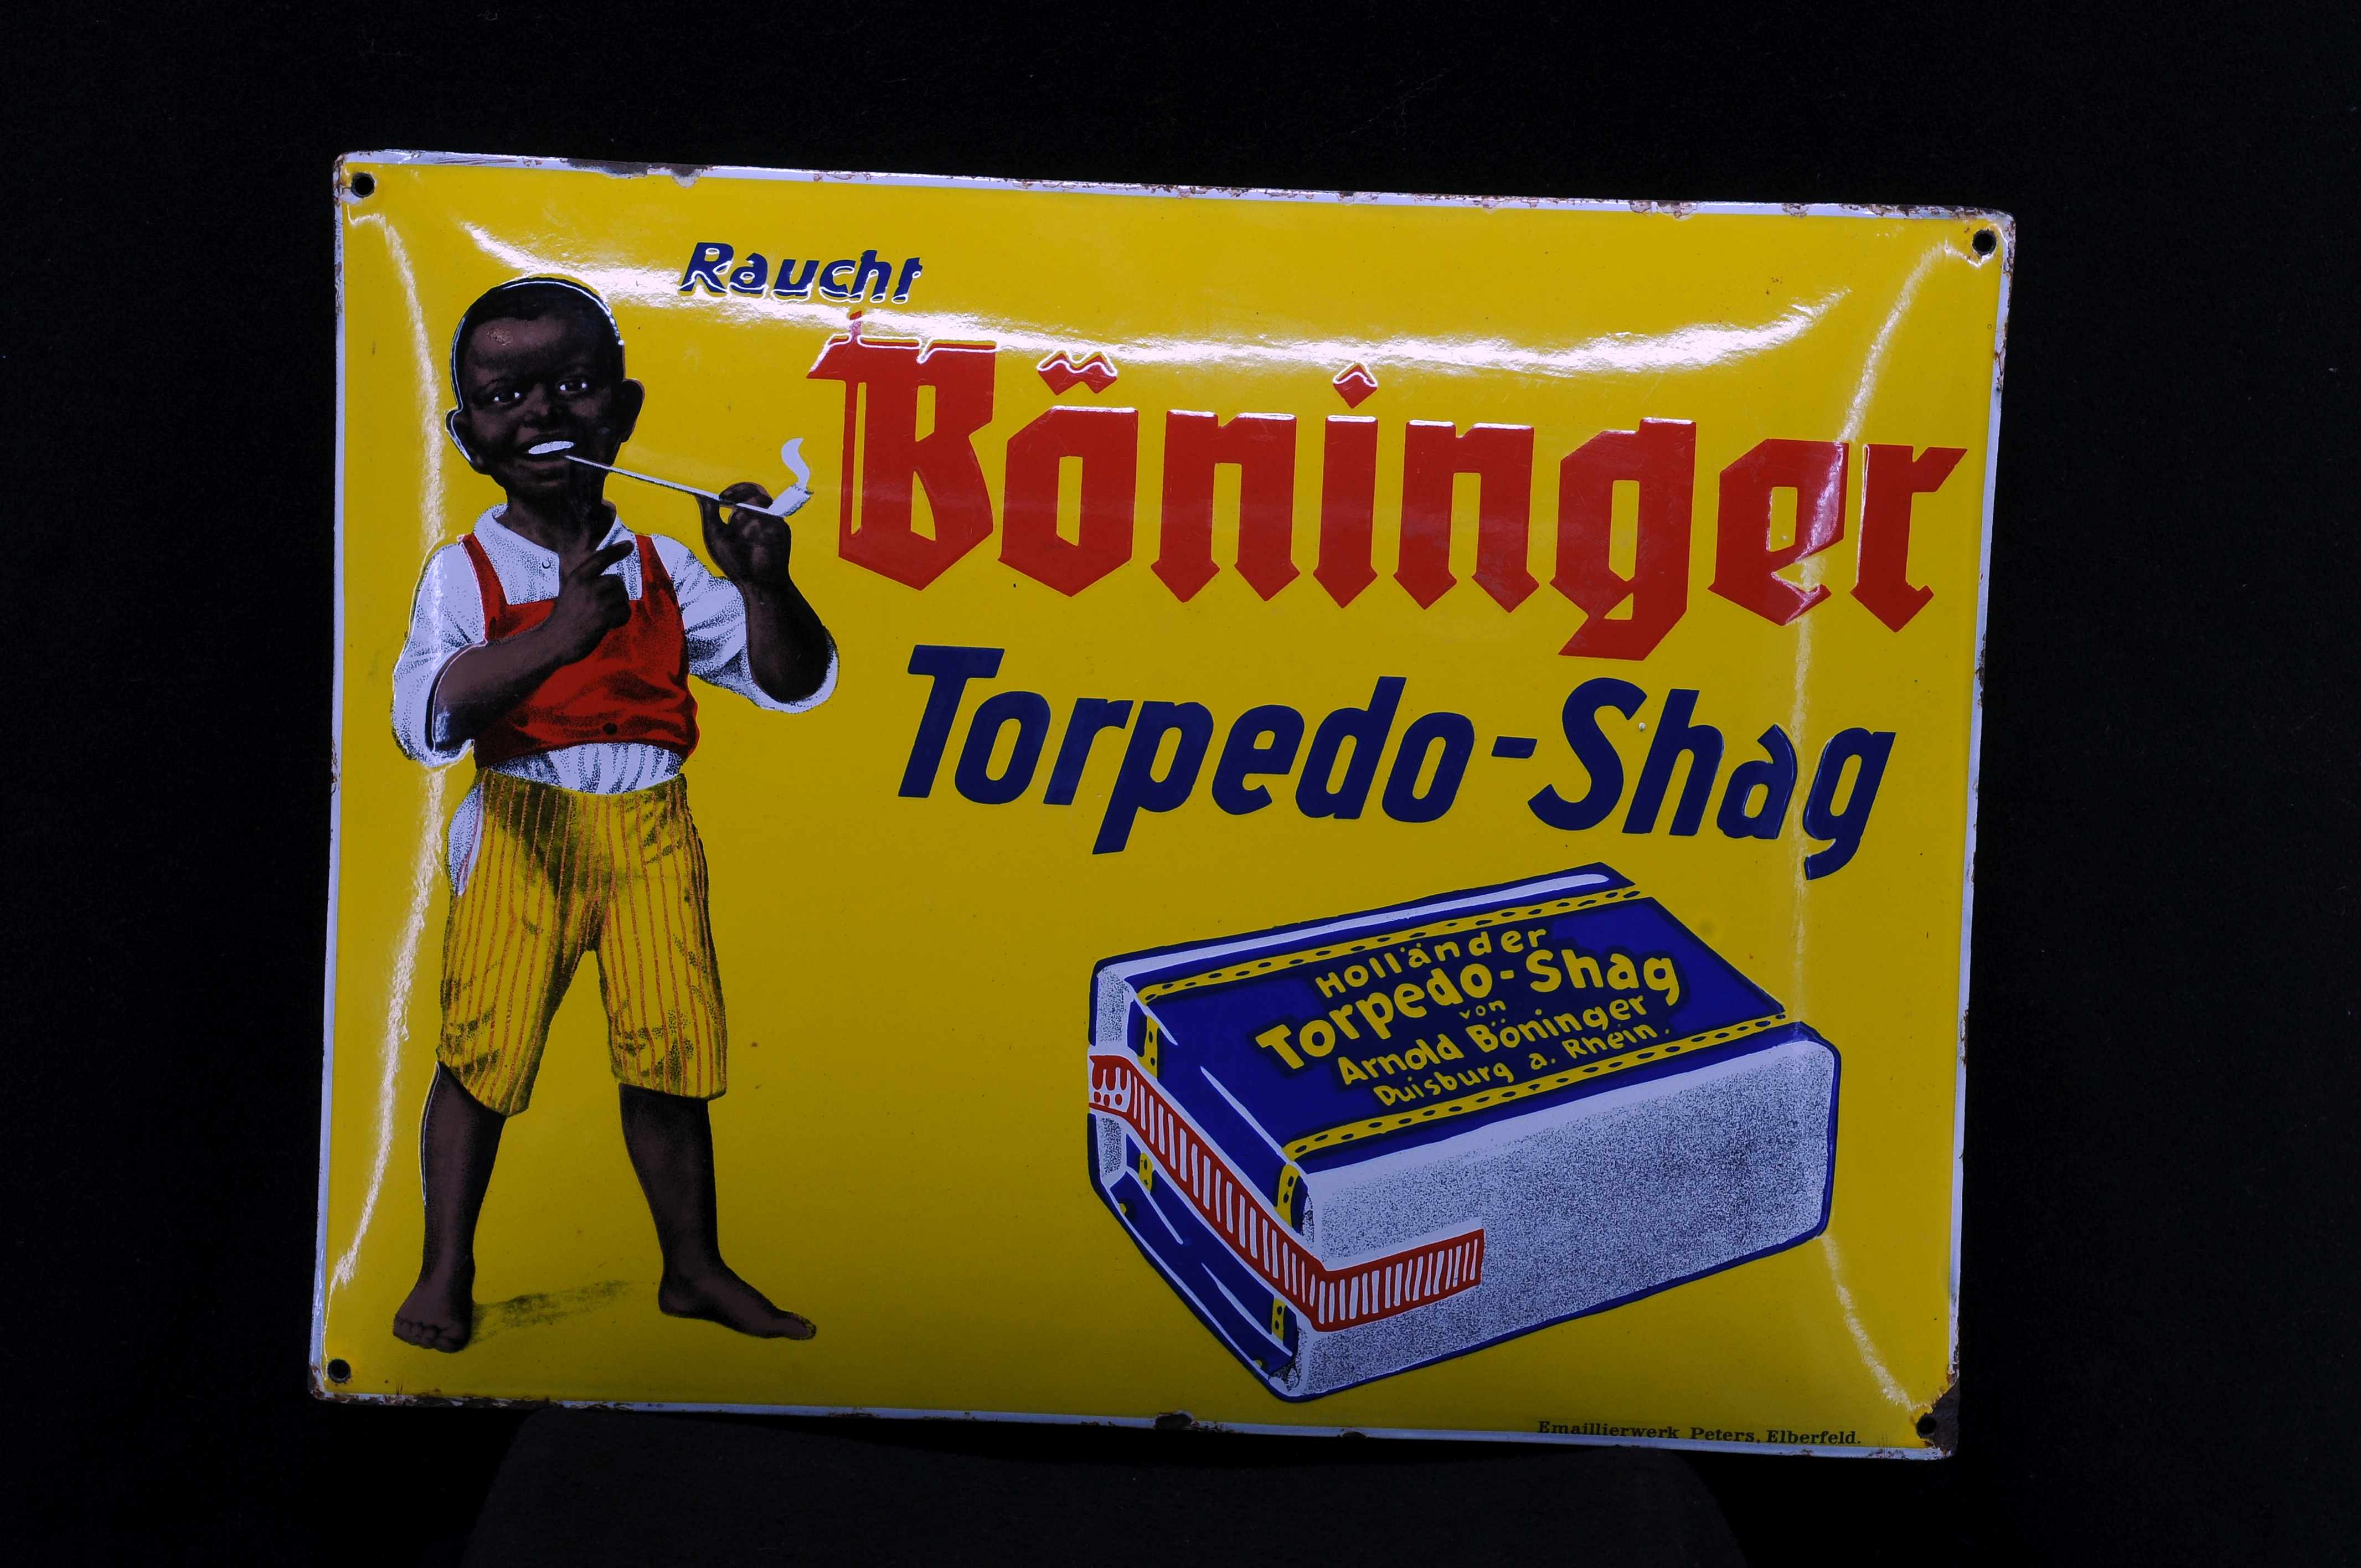 Raucht
Böninger
Torpedo-Shag
Holländer
Torpedo-Shag
von
Arnold Böninger
Duisburg a. Rhein.
Emaillierwerk Peters, Elberfeld.